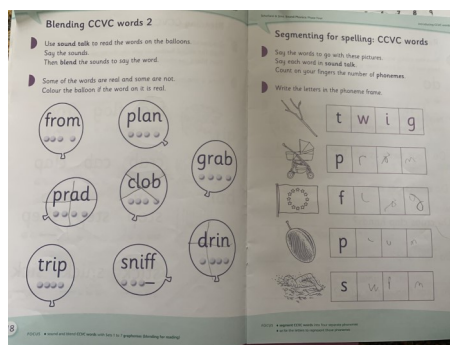 Blending CCVC words 2
Use sound talk to read the words on the balloons.
Say the sounds.
Then blend the sounds to say the word.
Some of the words are real and some are not.
Colour the balloon if the word on it is real.
from
plan
grab
prad
clob
drin
trip
sniff
8
Segmenting for spelling: CCVC words
Say the words to go with these pictures.
Say each word in sound talk.
Count on your fingers the number of phonemes.
Write the letters in the phoneme frame.
t w i g
p r a m
f l a g
p l u m
s w i m